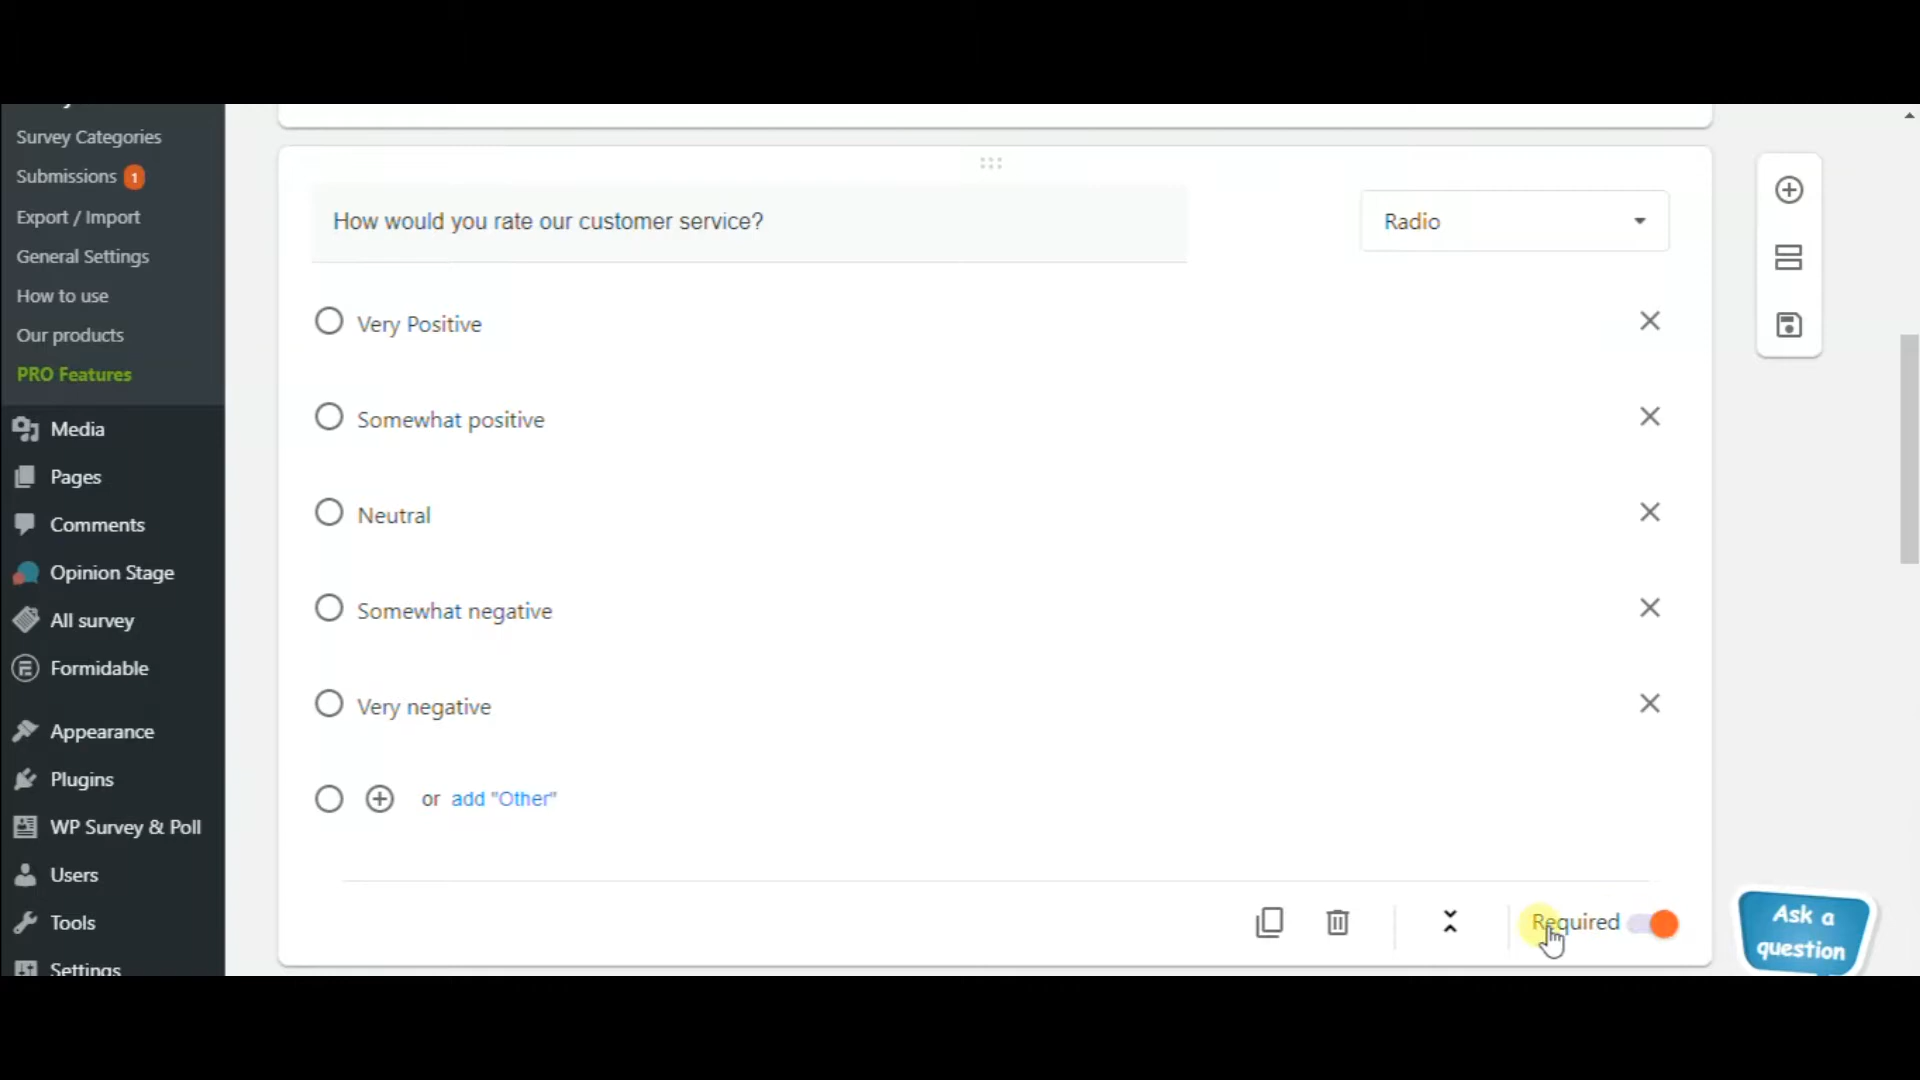 Survey Categories
Submissions 1
Export / Import
General Settings
How to use
Our products
PRO Features
Media
Pages
Comments
Opinion Stage
All survey
Formidable
Appearance
Plugins
WP Survey & Poll
Users
Tools
Settings
How would you rate our customer service?
Radio
Very Positive
Somewhat positive
Neutral
Somewhat negative
Very negative
or add "Other"
Required
Ask a
question